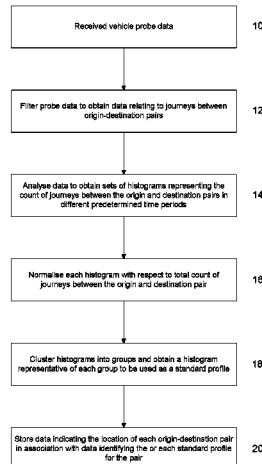 Received vehicle probe data
10
Filter probe data to obtain data relating to journeys between
origin-destination pairs
12
Analyse data to obtain sets of histograms representing the
count of journeys between the origin and destination pairs in
different predetermined time periods
14
Normalise each histogram with respect to total count of
journeys between the origin and destination pair
16
Cluster histograms into groups and obtain a histogram
representative of each group to be used as a standard profile
18
Store data indicating the location of each origin-destination pair
in association with data identifying the or each standard profile
for the pair
20